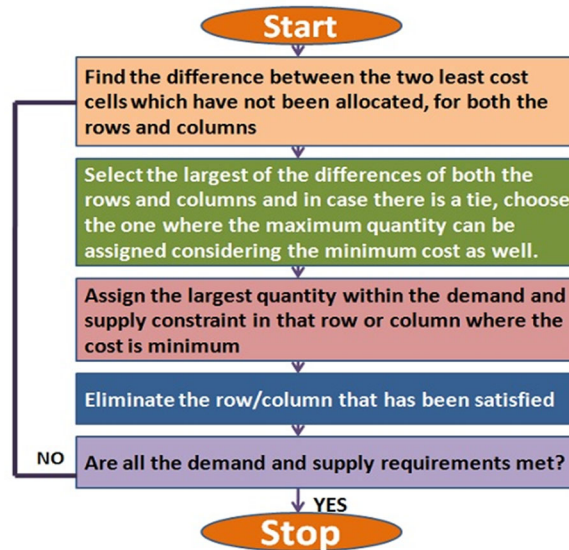 Start
Find the difference between the two least cost
cells which have not been allocated, for both the
rows and columns
Select the largest of the differences of both the
rows and columns and in case there is a tie, choose
the one where the maximum quantity can be
assigned considering the minimum cost as well.
Assign the largest quantity within the demand and
supply constraint in that row or column where the
cost is minimum
Eliminate the row/column that has been satisfied
NO
Are all the demand and supply requirements met?
YES
Stop